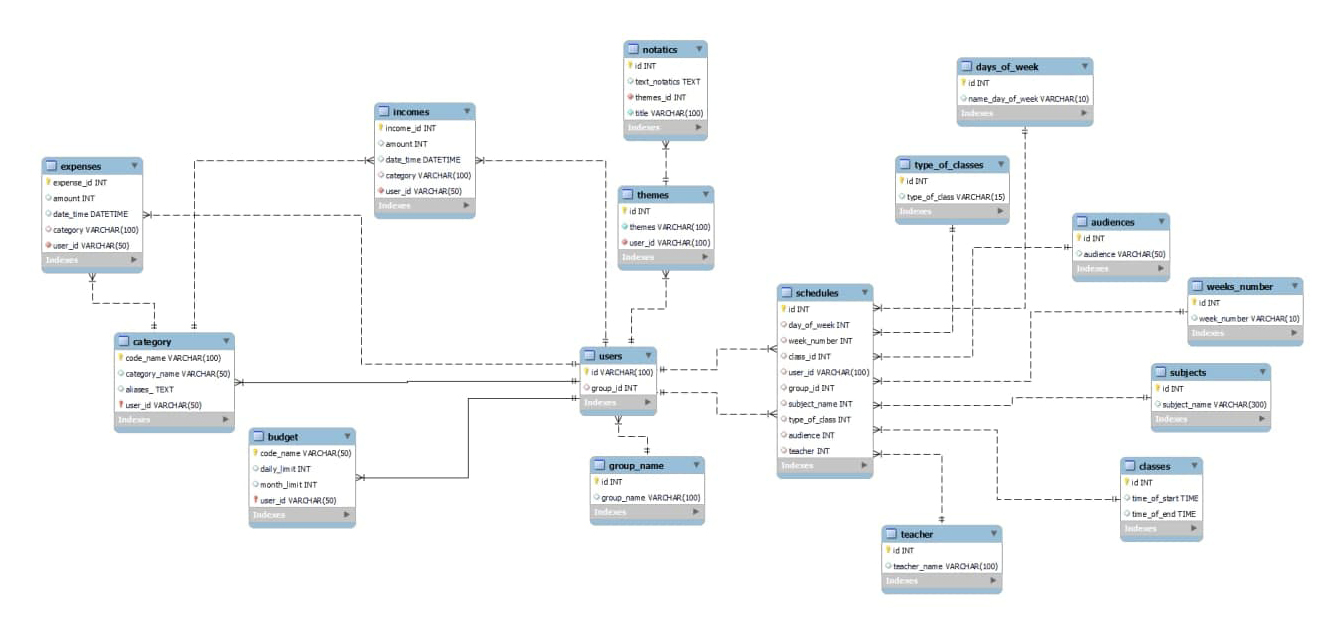 notatics
id INT
text_notatics TEXT
themes_id INT
title VARCHAR(100)
Indexes
days_of_week
id INT
name_day_of_week VARCHAR(10)
Indexes
incomes
income_id INT
amount INT
date_time DATETIME
category VARCHAR(100)
user_id VARCHAR(50)
Indexes
expenses
expense_id INT
amount INT
date_time DATETIME
category VARCHAR(100)
user_id VARCHAR(50)
Indexes
type_of_classes
id INT
type_of_class VARCHAR(15)
Indexes
themes
id INT
themes VARCHAR(100)
user_id VARCHAR(100)
Indexes
audiences
id INT
audience VARCHAR(50)
Indexes
weeks_number
id INT
week_number VARCHAR(10)
Indexes
schedules
id INT
day_of_week INT
week_number INT
class_id INT
user_id VARCHAR(100)
group_id INT
subject_name INT
type_of_class INT
audience INT
teacher INT
Indexes
category
code_name VARCHAR(100)
category_name VARCHAR(50)
aliases_ TEXT
user_id VARCHAR(50)
Indexes
users
id VARCHAR(100)
group_id INT
Indexes
subjects
id INT
subject_name VARCHAR(300)
Indexes
budget
code_name VARCHAR(50)
daily_limit INT
month_limit INT
user_id VARCHAR(50)
Indexes
group_name
id INT
group_name VARCHAR(100)
Indexes
classes
id INT
time_of_start TIME
time_of_end TIME
Indexes
teacher
id INT
teacher_name VARCHAR(100)
Indexes